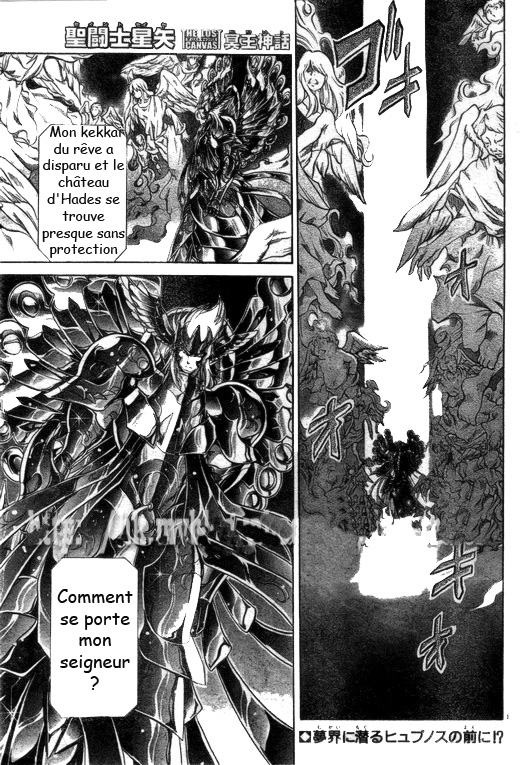 聖闘士星矢 THE LOST CANVAS 冥王神話
ゴ
オ
オ
オ
キ
キ
Mon kekkai
du rêve a
disparu et le
château
d'Hades se
trouve
presque sans
protection
Comment
se porte
mon
seigneur
?
夢界に潜るヒュプノスの前に!?
1